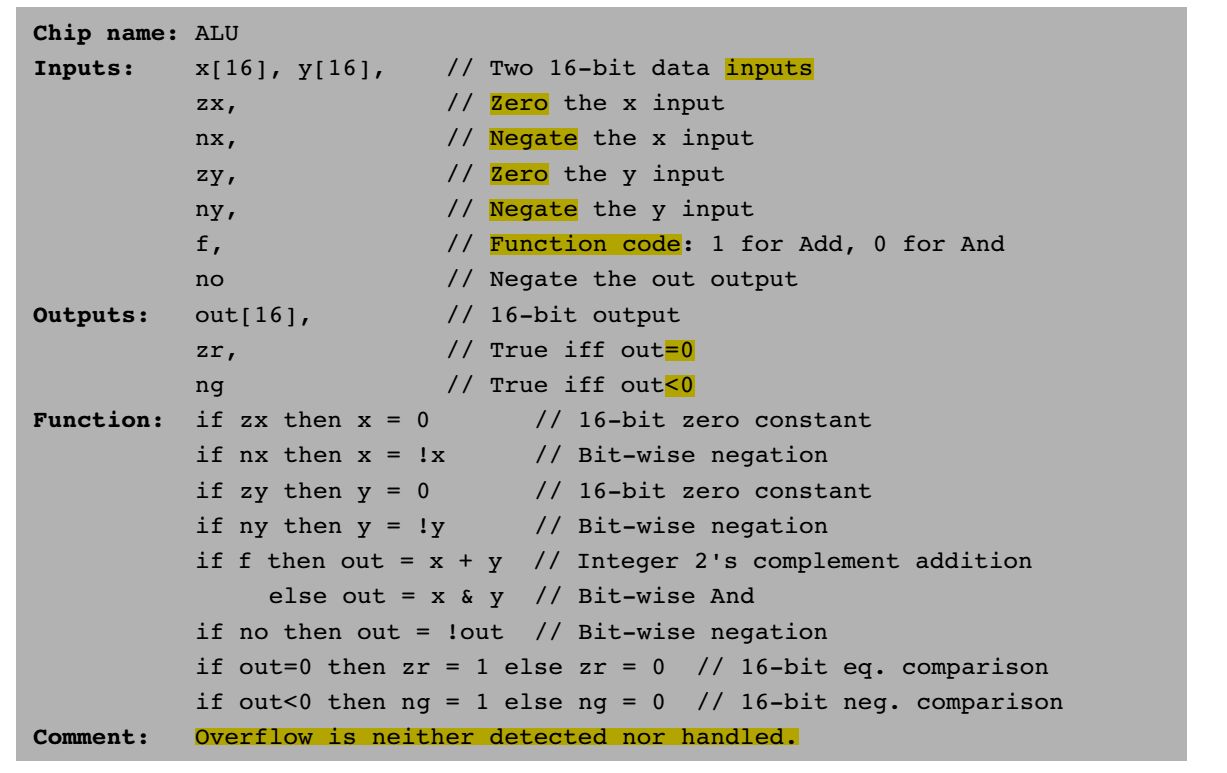 Chip name: ALU
Inputs: x[16], y[16], // Two 16-bit data inputs
zx, // Zero the x input
nx, // Negate the x input
zy, // Zero the y input
ny, // Negate the y input
f, // Function code: 1 for Add, 0 for And
no // Negate the out output
Outputs: out[16], // 16-bit output
zr, // True iff out=0
ng // True iff out<0
Function: if zx then x = 0 // 16-bit zero constant
if nx then x = !x // Bit-wise negation
if zy then y = 0 // 16-bit zero constant
if ny then y = !y // Bit-wise negation
if f then out = x + y // Integer 2's complement addition
else out = x & y // Bit-wise And
if no then out = !out // Bit-wise negation
if out=0 then zr = 1 else zr = 0 // 16-bit eq. comparison
if out<0 then ng = 1 else ng = 0 // 16-bit neg. comparison
Comment: Overflow is neither detected nor handled.